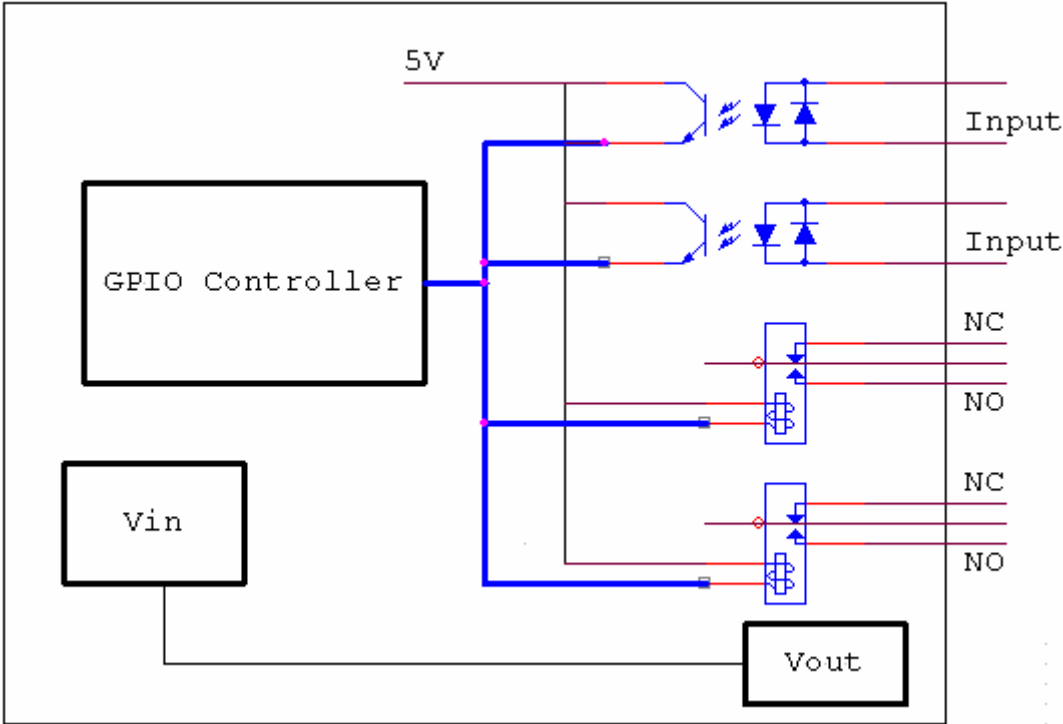 5V
Input
GPIO Controller
Input
NC
NO
Vin
NC
NO
Vout